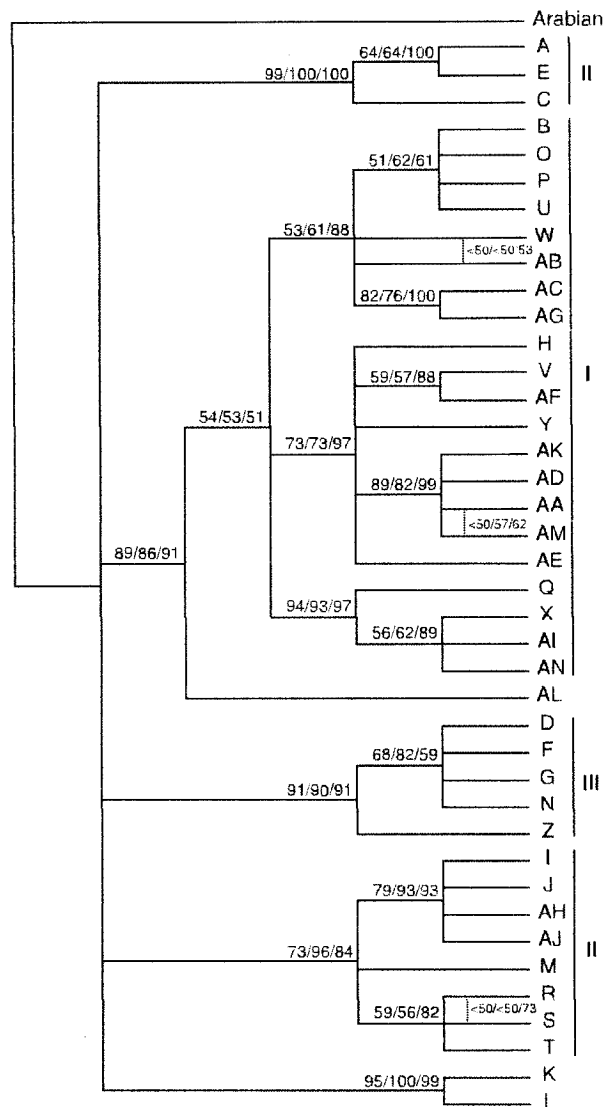 Arabian
A
64/64/100
E
II
99/100/100
C
B
51/62/61
O
P
U
53/61/88
W
<50/<50/53
AB
82/76/100
AC
AG
H
59/57/88
V
I
AF
54/53/51
Y
73/73/97
AK
89/82/99
AD
AA
<50/57/62
AM
89/86/91
AE
94/93/97
Q
X
56/62/89
AI
AN
AL
D
68/82/59
F
G
III
91/90/91
N
Z
I
J
79/93/93
AH
AJ
II
73/96/84
M
R
<50/<50/73
59/56/82
S
T
95/100/99
K